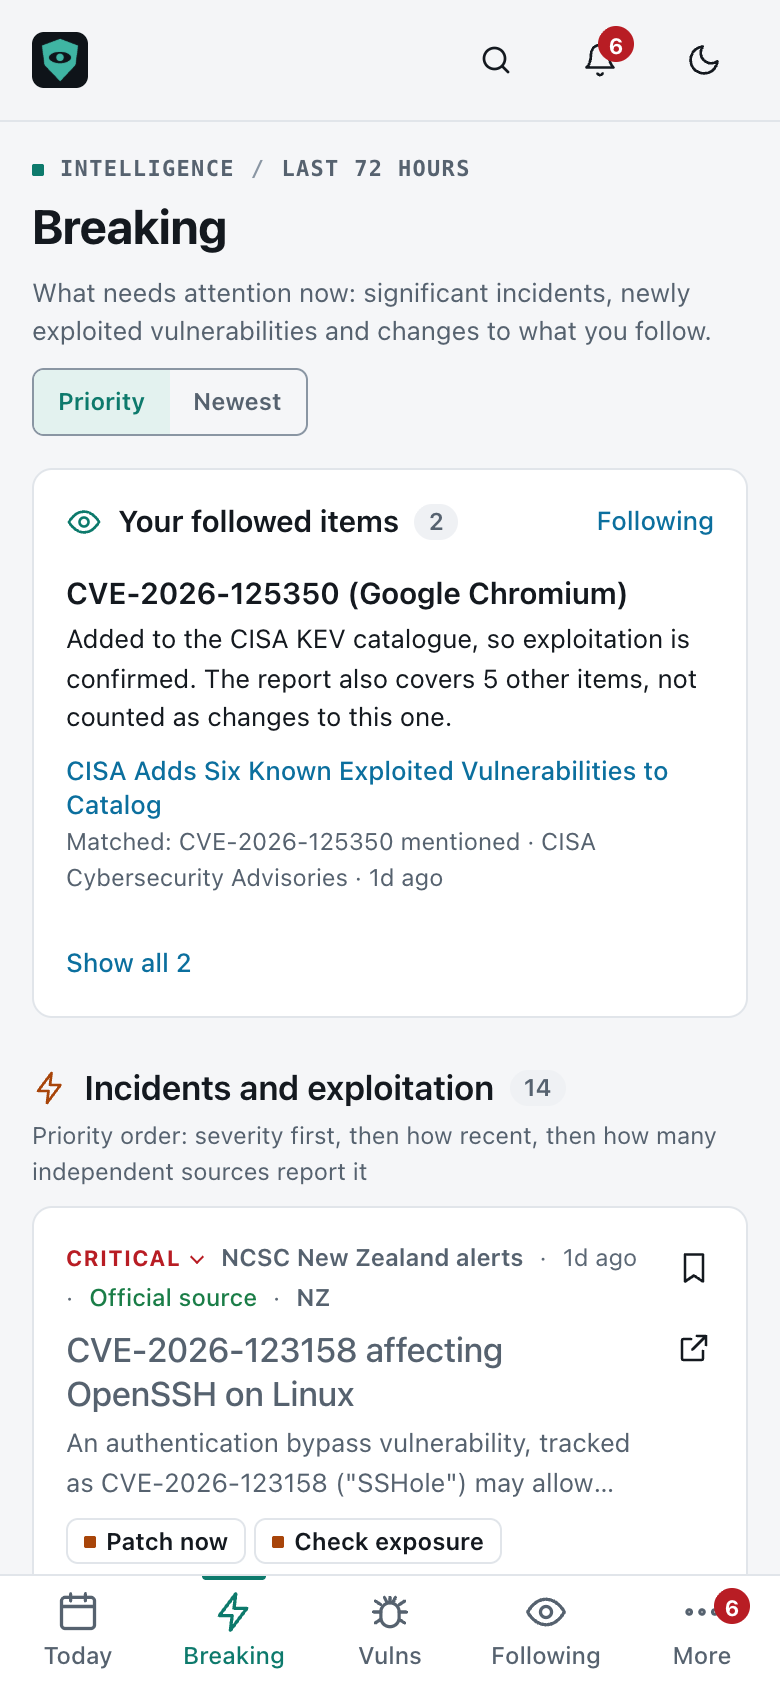 6
INTELLIGENCE / LAST 72 HOURS
Breaking
What needs attention now: significant incidents, newly
exploited vulnerabilities and changes to what you follow.
Priority
Newest
Your followed items 2
Following
CVE-2026-125350 (Google Chromium)
Added to the CISA KEV catalogue, so exploitation is
confirmed. The report also covers 5 other items, not
counted as changes to this one.
CISA Adds Six Known Exploited Vulnerabilities to
Catalog
Matched: CVE-2026-125350 mentioned · CISA
Cybersecurity Advisories · 1d ago
Show all 2
Incidents and exploitation 14
Priority order: severity first, then how recent, then how many
independent sources report it
CRITICAL NCSC New Zealand alerts · 1d ago
· Official source · NZ
CVE-2026-123158 affecting
OpenSSH on Linux
An authentication bypass vulnerability, tracked
as CVE-2026-123158 ("SSHole") may allow...
Patch now
Check exposure
6
Today
Breaking
Vulns
Following
More